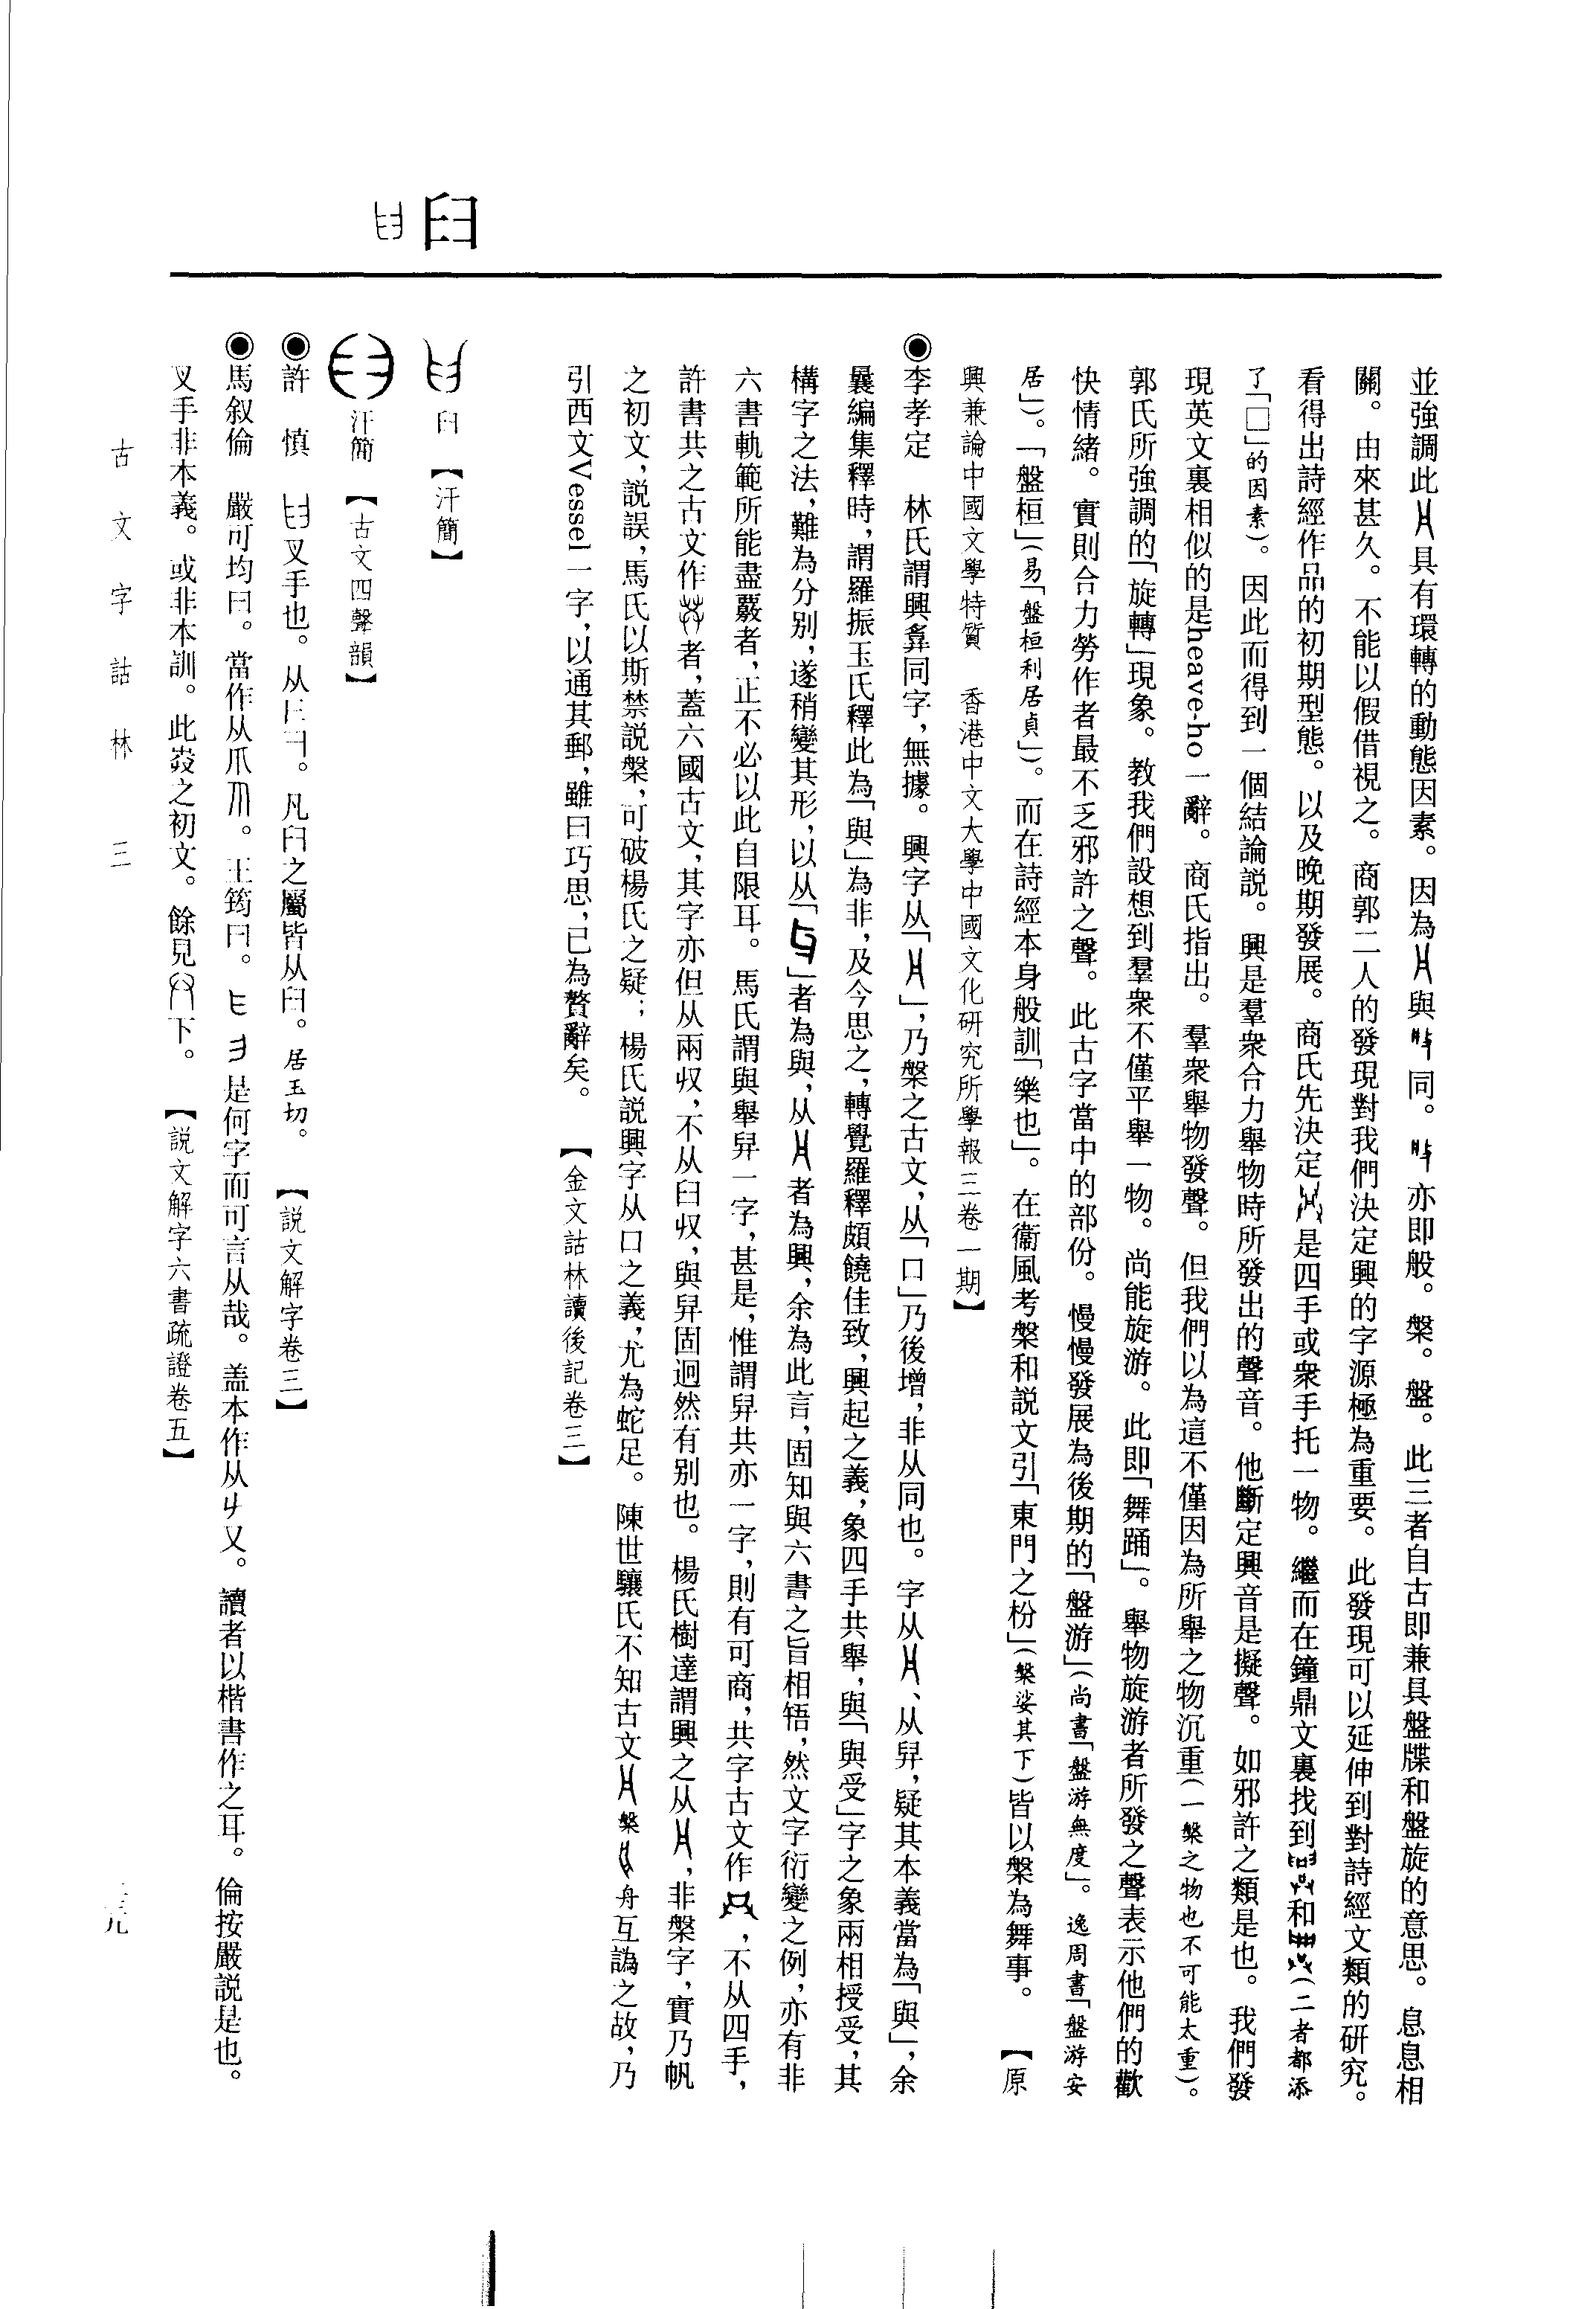 𦥑
並強調此具有環轉的動態因素。因為與同。亦即般。槃。盤。此三者自古即兼具盤牒和盤旋的意思。息息相
關。由來甚久。不能以假借視之。商郭二人的發現對我們決定興的字源極為重要。此發現可以延伸到對詩經文類的研究。
看得出詩經作品的初期型態。以及晚期發展。商氏先決定是四手或衆手托一物。繼而在鐘鼎文裏找到和(二者都添
了「口」的因素)。因此而得到一個結論説。興是羣衆合力舉物時所發出的聲音。他斷定興音是擬聲。如邪許之類是也。我們發
現英文裏相似的是heave-ho一辭。商氏指出。羣衆舉物發聲。但我們以為這不僅因為所舉之物沉重(一槃之物也不可能太重)。
郭氏所強調的「旋轉」現象。教我們設想到羣衆不僅平舉一物。尚能旋游。此即「舞踊」。舉物旋游者所發之聲表示他們的歡
快情緒。實則合力勞作者最不乏邪許之聲。此古字當中的部份。慢慢發展為後期的「盤游」(尚書「盤游無度」。逸周書「盤游安
居」)。「盤桓」(易「盤桓利居貞」)。而在詩經本身般訓「樂也」。在衞風考槃和説文引「東門之枌」(槃娑其下)皆以槃為舞事。【原
興兼論中國文學特質　香港中文大學中國文化研究所學報三卷一期】
◉李孝定　林氏謂興㒷同字，無據。興字从「」，乃槃之古文，从「口」乃後增，非从同也。字从、从舁，疑其本義當為「與」，余
曩編集釋時，謂羅振玉氏釋此為「與」為非，及今思之，轉覺羅釋頗饒佳致，興起之義，象四手共舉，與「與受」字之象兩相授受，其
構字之法，難為分別，遂稍變其形，以从「」者為與，从者為興，余為此言，固知與六書之旨相牾，然文字衍變之例，亦有非
六書軌範所能盡覈者，正不必以此自限耳。馬氏謂與舉舁一字，甚是，惟謂舁共亦一字，則有可商，共字古文作，不从四手，
許書共之古文作者，蓋六國古文，其字亦但从兩収，不从𦥑収，與舁固迥然有别也。楊氏樹達謂興之从，非槃字，實乃帆
之初文，説誤，馬氏以斯禁説槃，可破楊氏之疑；楊氏説興字从口之義，尤為蛇足。陳世驤氏不知古文槃舟互譌之故，乃
引西文Vessel一字，以通其郵，雖曰巧思，已為贅辭矣。【金文詁林讀後記卷三】
𦥑【汗簡】
汗簡【古文四聲韻】
◉許　慎　𦥑叉手也。从𠃨彐。凡𦥑之屬皆从𦥑。居玉切。【説文解字卷三】
◉馬叙倫　嚴可均曰。當作从爪爪。王筠曰。是何字而可言从哉。盖本作从𠂇又。讀者以楷書作之耳。倫按嚴説是也。
叉手非本義。或非本訓。此𠬞之初文。餘見下。【説文解字六書疏證卷五】
古文字詁林　三